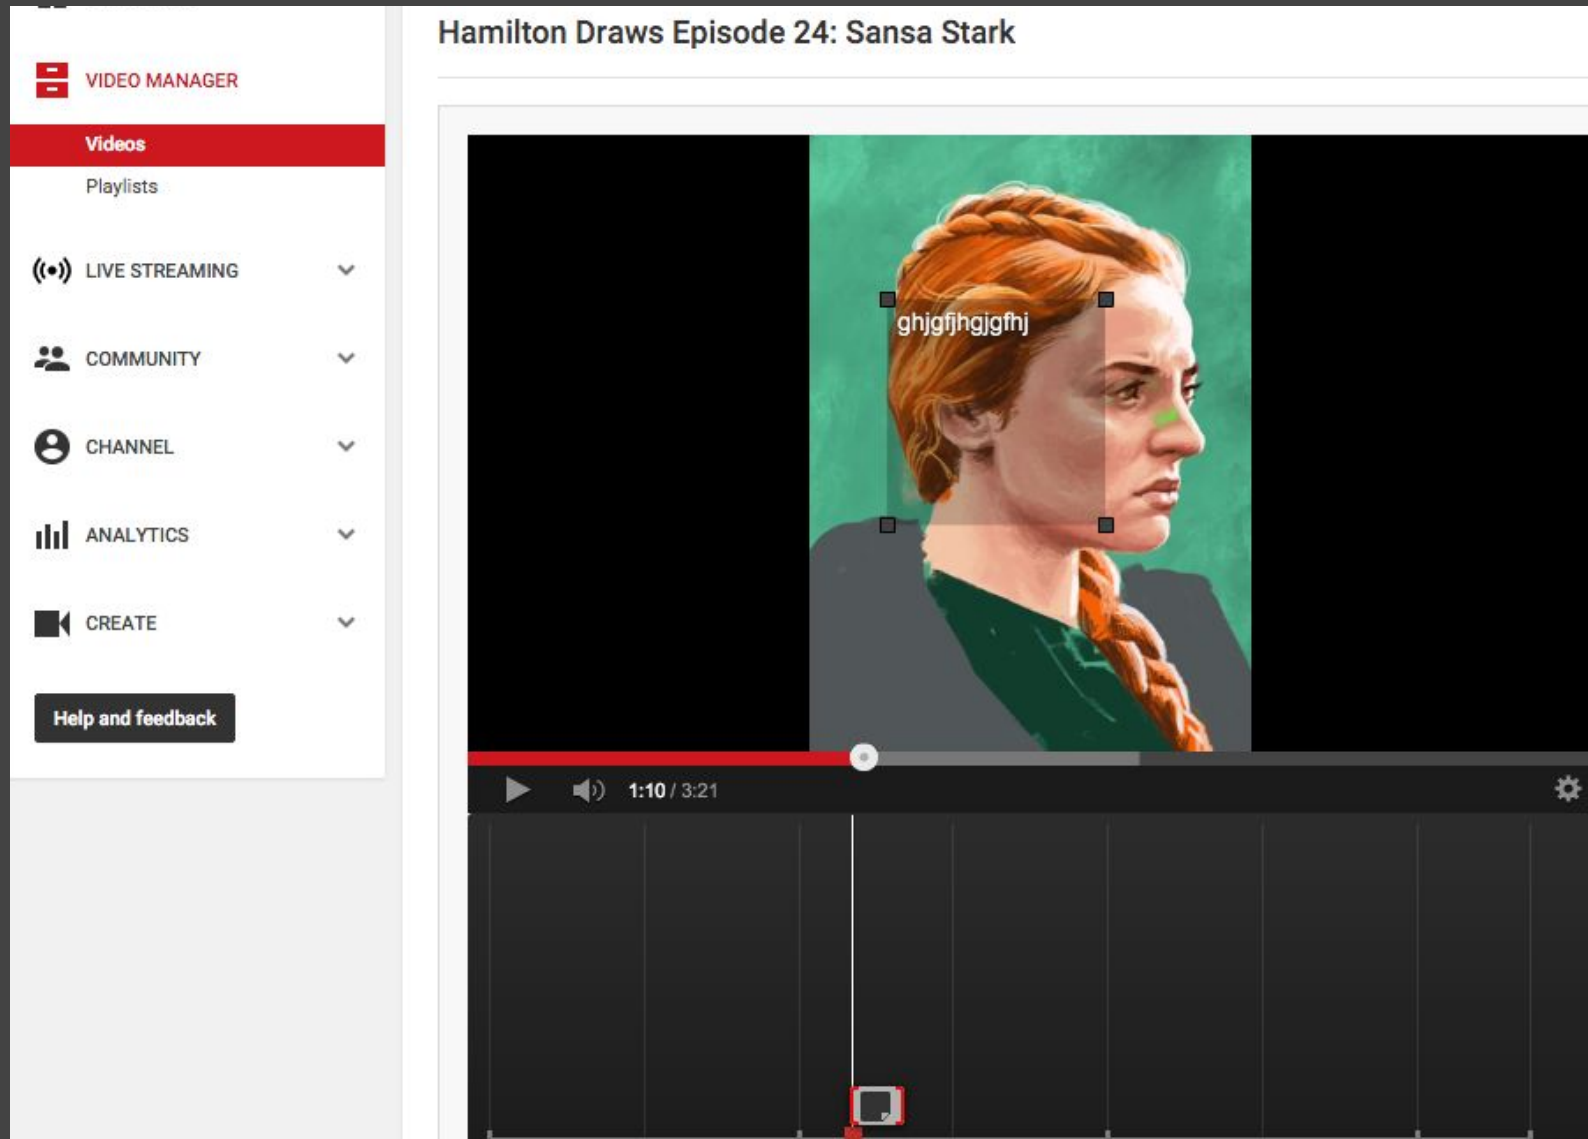 Hamilton Draws Episode 24: Sansa Stark
VIDEO MANAGER
Videos
Playlists
LIVE STREAMING
COMMUNITY
CHANNEL
ANALYTICS
CREATE
Help and feedback
ghjgfjhgjgfhj
1:10 / 3:21